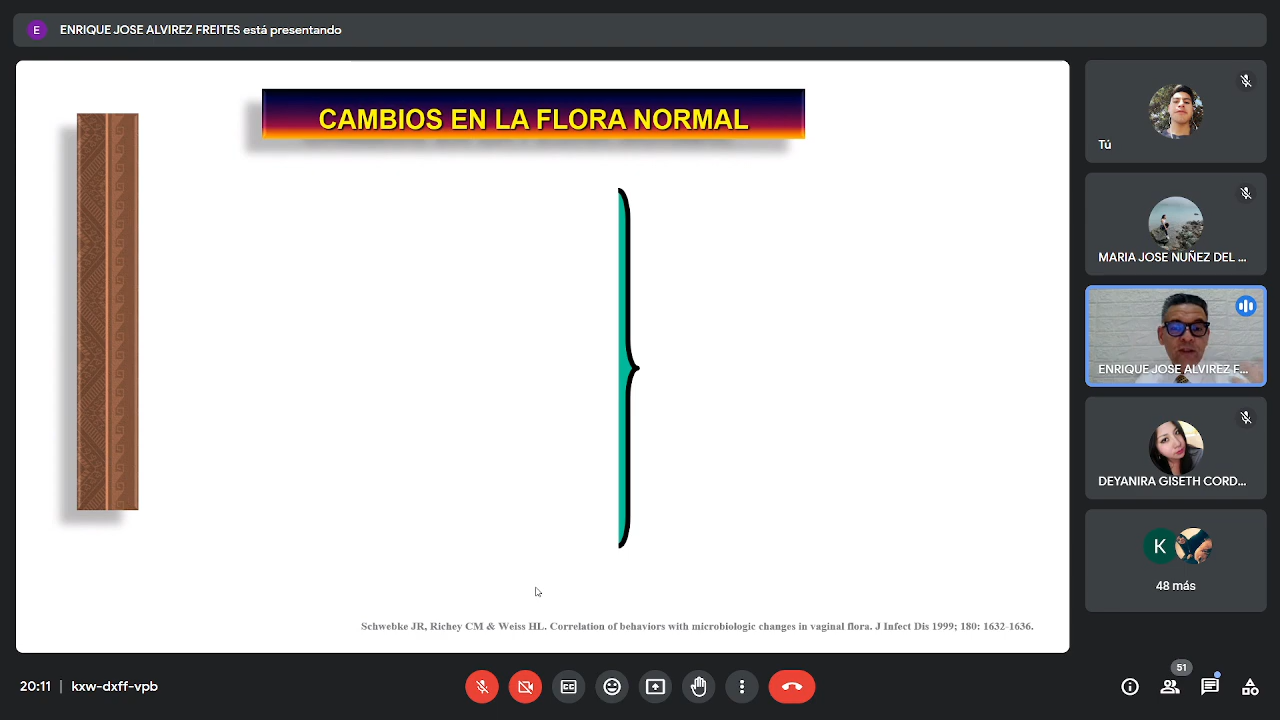 E
ENRIQUE JOSE ALVIREZ FREITES está presentando
CAMBIOS EN LA FLORA NORMAL
Schwebke JR, Richey CM & Weiss HL. Correlation of behaviors with microbiologic changes in vaginal flora. J Infect Dis 1999; 180: 1632-1636.
Tú
MARIA JOSE NUÑEZ DEL ...
ENRIQUE JOSE ALVIREZ F...
DEYANIRA GISETH CORD...
K
48 más
20:11 | kxw-dxff-vpb
51